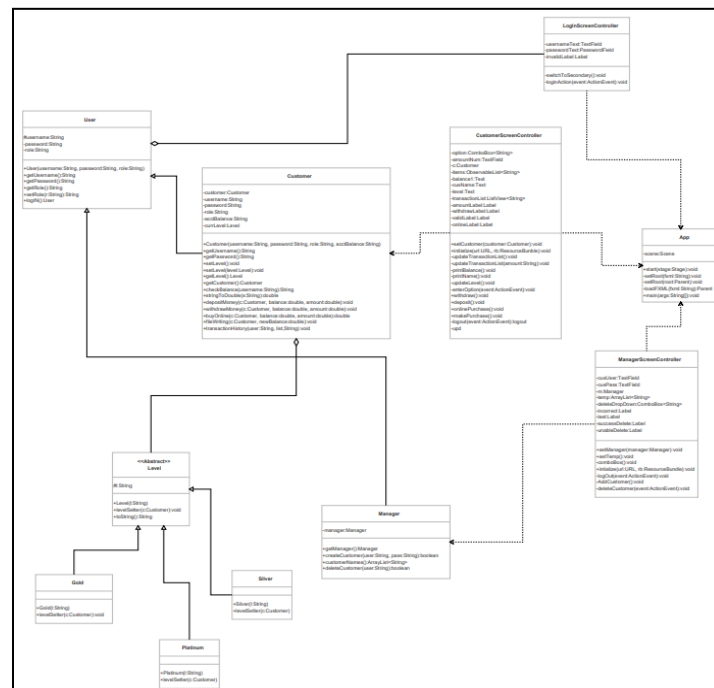 LogInScreenController
-usernameText:TextField
-passwordText:PasswordField
-invalidLabel:Label
-switchToSecondary():void
-loginAction(event:ActionEvent):void
User
#username:String
-password:String
-role:String
+User(username:String, password:String, role:String)
+getUsername():String
+getPassword():String
+getRole():String
+setRole(String):String
+logIN():User
CustomerScreenController
-option:ComboBox<String>
-amountNum:TextField
-c:Customer
-items:ObservableList<String>
-balance1:Text
-cusName:Text
-level:Text
-transactionList:ListView<String>
-amountLabel:Label
-withdrawLabel:Label
-validLabel:Label
-onlineLabel:Label
+setCustomer(customer:Customer):void
+initialize(url:URL, rb:ResourceBundle):void
-updateTransactionList():void
-updateTransactionList(amount:String):void
-printBalance():void
-printName():void
-updateLevel():void
-enterOption(event:ActionEvent):void
-withdraw():void
-deposit():void
-onlinePurchase():void
-makePurchase():void
-logout(event:ActionEvent):logout
-upd
Customer
-customer:Customer
-username:String
-password:String
-role:String
-acctBalance:String
-currLevel:Level
+Customer(username:String, password:String, role:String, acctBalance:String)
+getUsername():String
+getPassword():String
+setLevel():void
+setLevel(level:Level):void
+getLevel():Level
+getCustomer():Customer
+checkBalance(username:String):String
+stringToDouble(s:String):double
+depositMoney(c:Customer, balance:double, amount:double):void
+withdrawMoney(c:Customer, balance:double, amount:double):void
+buyOnline(c:Customer, balance:double, amount:double):double
+fileWriting(c:Customer, newBalance:double):void
+transactionHistory(user:String, list,String):void
App
-scene:Scene
+start(stage:Stage):void
+setRoot(fxml:String):void
+setRoot(root:Parent):void
+loadFXML(fxml:String):Parent
+main(args:String[]):void
ManagerScreenController
-cusUser:TextField
-cusPass:TextField
-m:Manager
-temp:ArrayList<String>
-deleteDropDown:ComboBox<String>
-incorrect:Label
-successDelete:Label
-unableDelete:Label
+setManager(manager:Manager):void
+setTemp():void
-comboBox():void
+initialize(url:URL, rb:ResourceBundle):void
-logOut(event:ActionEvent):void
-AddCustomer():void
-deleteCustomer(event:ActionEvent):void
<<Abstract>>
Level
+Level(l:String)
+levelSetter(c:Customer):void
+toString():String
Manager
-manager:Manager
+getManager():Manager
+createCustomer(user:String, pass:String):boolean
+customerNames():ArrayList<String>
+deleteCustomer(user:String):boolean
Gold
+Gold(l:String)
+levelSetter(c:Customer):void
Silver
+Silver(l:String)
+levelSetter(c:Customer)
Platinum
+Platinum(l:String)
+levelSetter(c:Customer)